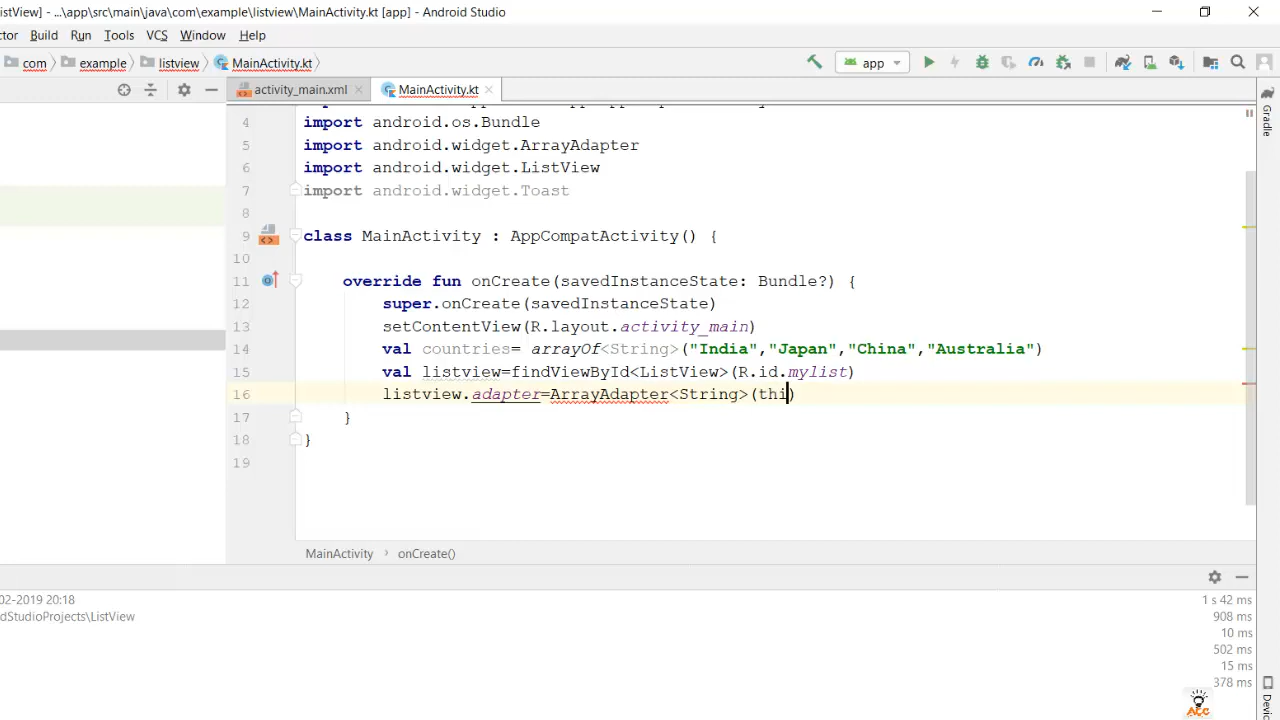 istView] - ...\app\src\main\java\com\example\listview\MainActivity.kt [app] - Android Studio
ctor Build Run Tools VCS Window Help
com example listview MainActivity.kt app
activity_main.xml MainActivity.kt
4
5
6
7
8
9
10
11
12
13
14
15
16
17
18
19
import android.os.Bundle
import android.widget.ArrayAdapter
import android.widget.ListView
import android.widget.Toast
class MainActivity : AppCompatActivity() {
override fun onCreate(savedInstanceState: Bundle?) {
super.onCreate(savedInstanceState)
setContentView(R.layout.activity_main)
val countries= arrayOf<String>("India","Japan","China","Australia")
val listview=findViewById<ListView>(R.id.mylist)
listview.adapter=ArrayAdapter<String>(thi)
}
}
MainActivity › onCreate()
02-2019 20:18
dStudioProjects\ListView
1 s 42 ms
908 ms
10 ms
502 ms
15 ms
378 ms
Gradle
Devi
Acc